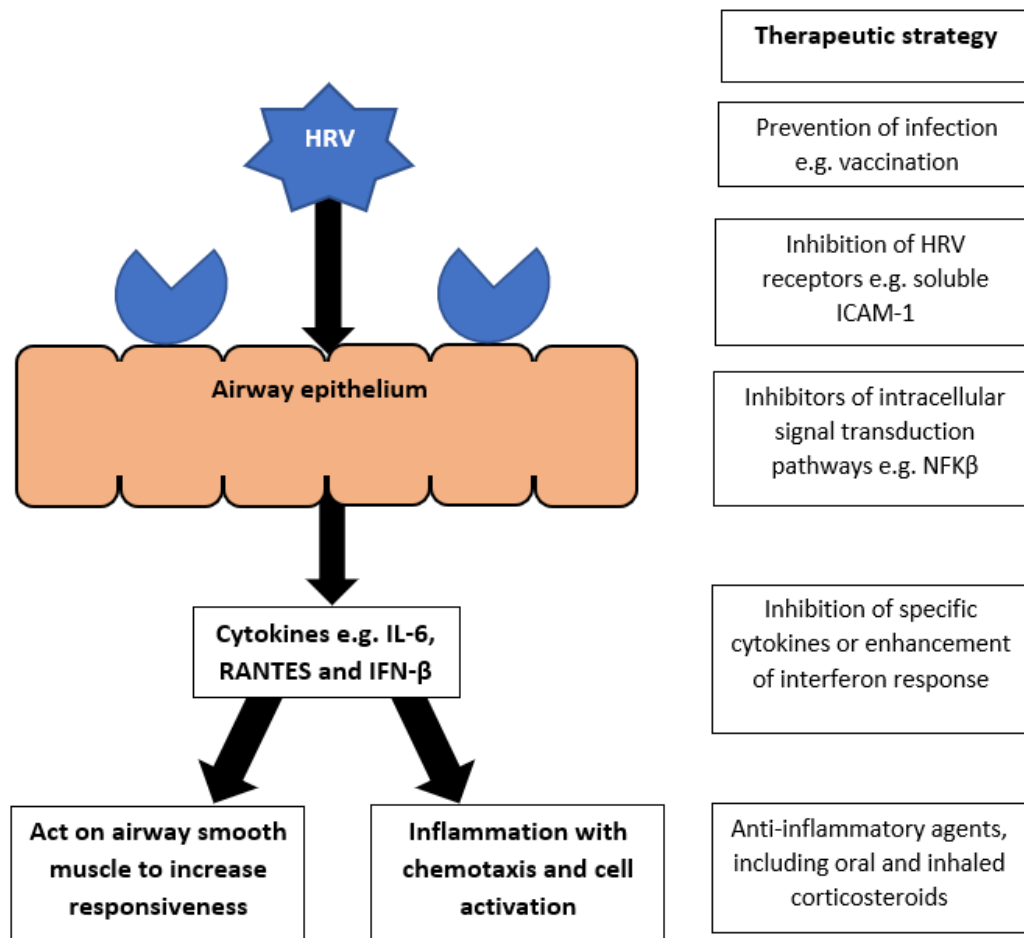 Therapeutic strategy
HRV
Prevention of infection
e.g. vaccination
Inhibition of HRV
receptors e.g. soluble
ICAM-1
Airway epithelium
Inhibitors of intracellular
signal transduction
pathways e.g. NFKβ
Cytokines e.g. IL-6,
RANTES and IFN-β
Inhibition of specific
cytokines or enhancement
of interferon response
Act on airway smooth
muscle to increase
responsiveness
Inflammation with
chemotaxis and cell
activation
Anti-inflammatory agents,
including oral and inhaled
corticosteroids